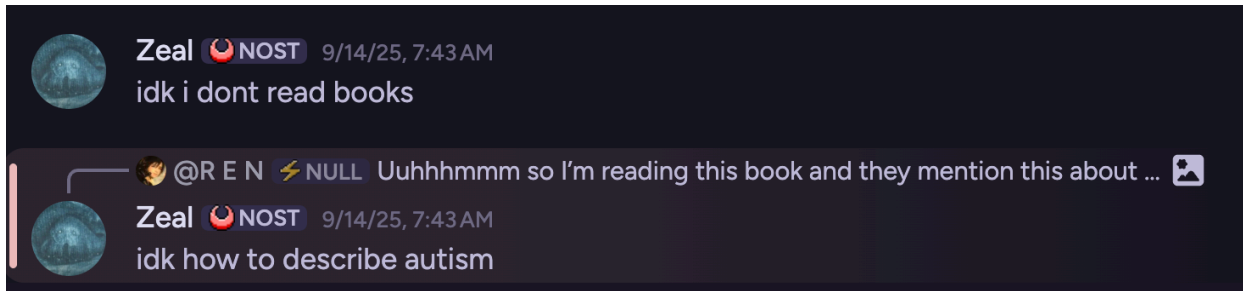 Zeal NOST 9/14/25, 7:43 AM
idk i dont read books
@R E N NULL Uuhhhmmm so I'm reading this book and they mention this about ...
Zeal NOST 9/14/25, 7:43 AM
idk how to describe autism